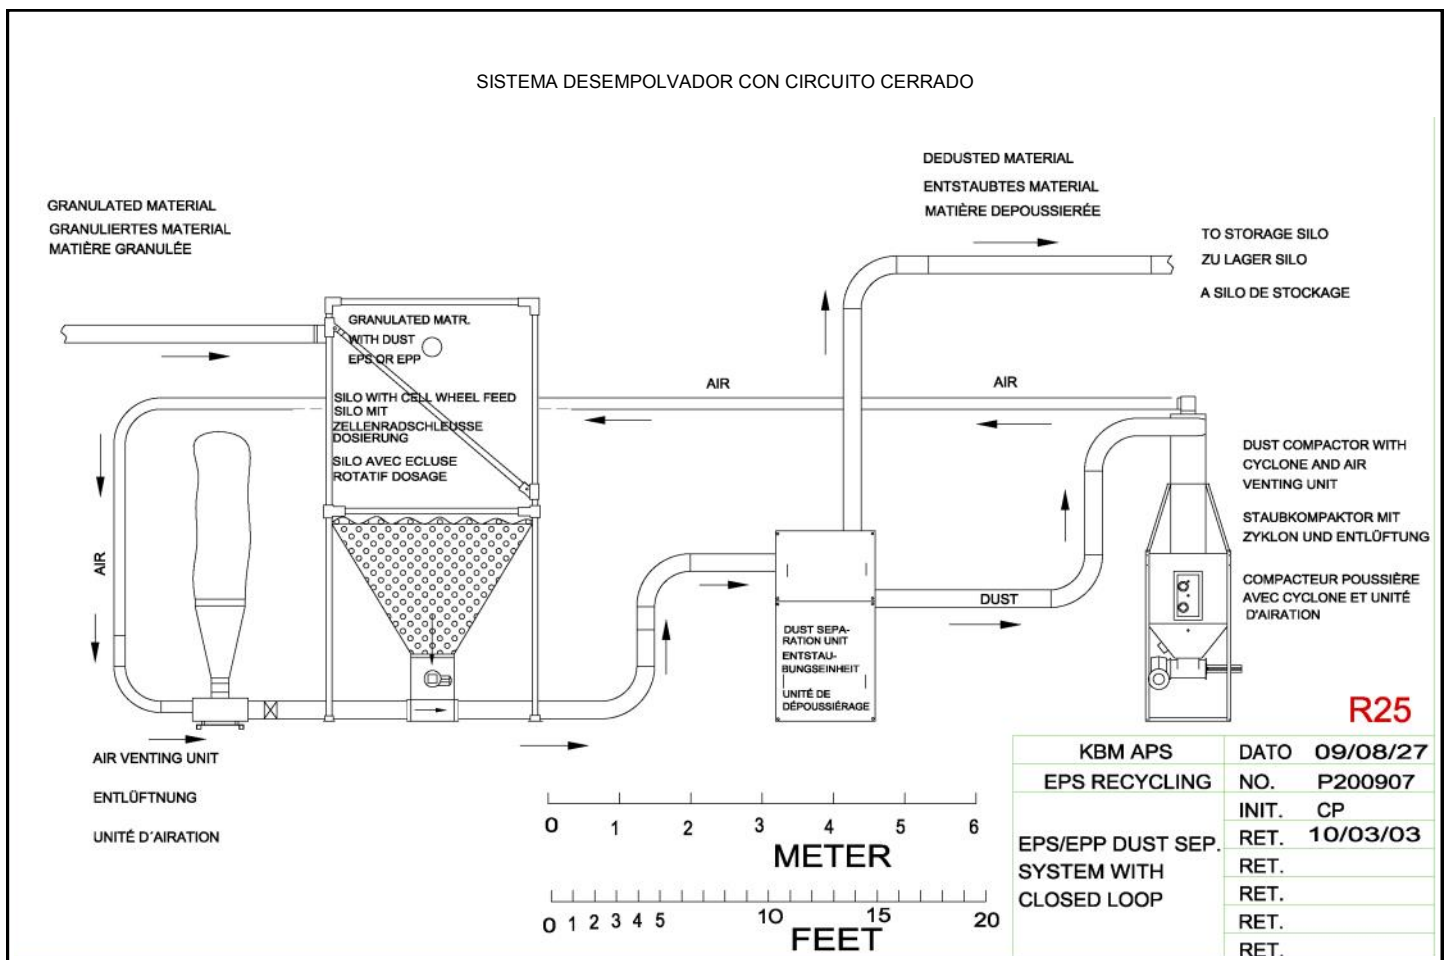 SISTEMA DESEMPOLVADOR CON CIRCUITO CERRADO
GRANULATED MATERIAL
GRANULIERTES MATERIAL
MATIÈRE GRANULÉE
DEDUSTED MATERIAL
ENTSTAUBTES MATERIAL
MATIÈRE DEPOUSSIERÉE
TO STORAGE SILO
ZU LAGER SILO
A SILO DE STOCKAGE
GRANULATED MATR.
WITH DUST
EPS OR EPP
SILO WITH CELL WHEEL FEED
SILO MIT
ZELLENRADSCHLEUSSE
DOSIERUNG
SILO AVEC ECLUSE
ROTATIF DOSAGE
AIR
AIR
AIR
DUST COMPACTOR WITH
CYCLONE AND AIR
VENTING UNIT
STAUBKOMPAKTOR MIT
ZYKLON UND ENTLÜFTUNG
COMPACTEUR POUSSIÈRE
AVEC CYCLONE ET UNITÉ
D'AIRATION
DUST
DUST SEPA-
RATION UNIT
ENTSTAU-
BUNGSEINHEIT
UNITÉ DE
DÉPOUSSIÉRAGE
AIR VENTING UNIT
ENTLÜFTNUNG
UNITÉ D´AIRATION
0 1 2 3 4 5 6
METER
0 1 2 3 4 5 10 15 20
FEET
R25
KBM APS
DATO 09/08/27
EPS RECYCLING
NO. P200907
INIT. CP
EPS/EPP DUST SEP.
SYSTEM WITH
CLOSED LOOP
RET. 10/03/03
RET.
RET.
RET.
RET.